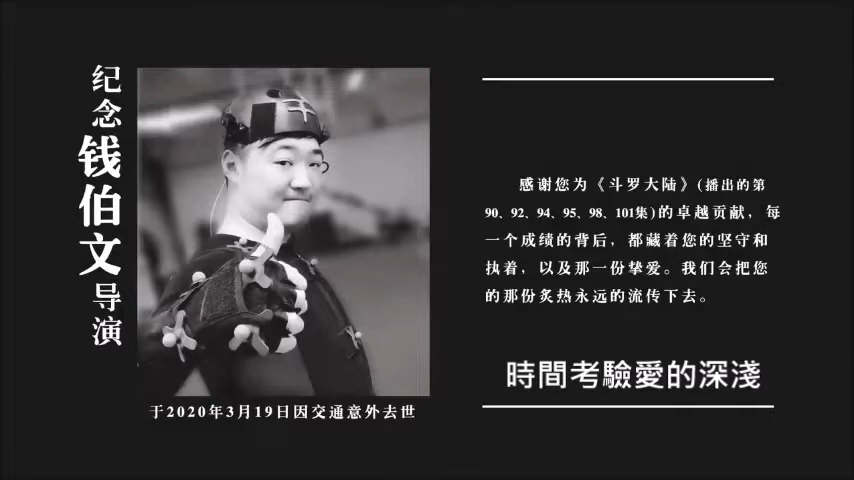 纪念钱伯文导演
于2020年3月19日因交通意外去世
感谢您为《斗罗大陆》(播出的第
90、92、94、95、98、101集)的卓越贡献，每
一个成绩的背后，都藏着您的坚守和
执着，以及那一份挚爱。我们会把您
的那份炙热永远的流传下去。
時間考驗愛的深淺